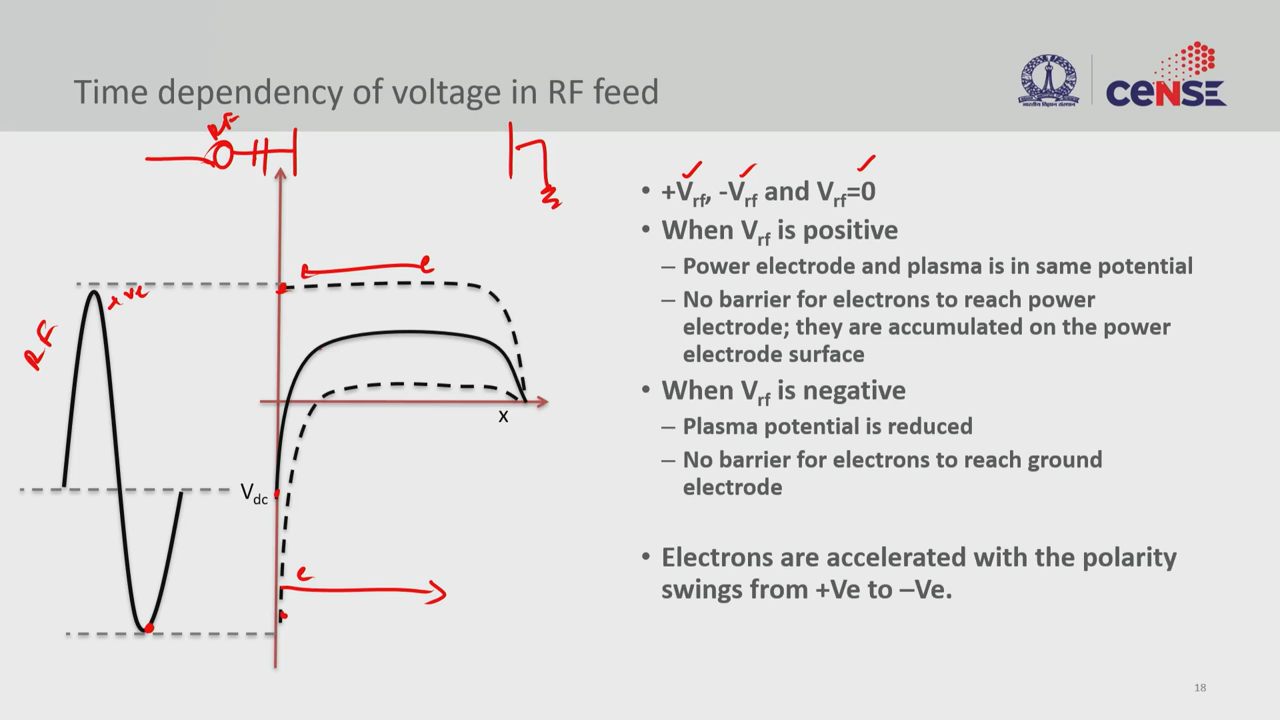 Time dependency of voltage in RF feed
CENSE
RF
• +Vrf, -Vrf and Vrf=0
• When Vrf is positive
– Power electrode and plasma is in same potential
– No barrier for electrons to reach power
electrode; they are accumulated on the power
electrode surface
• When Vrf is negative
– Plasma potential is reduced
– No barrier for electrons to reach ground
electrode
• Electrons are accelerated with the polarity
swings from +Ve to –Ve.
e
+ve
RF
x
Vdc
e
18